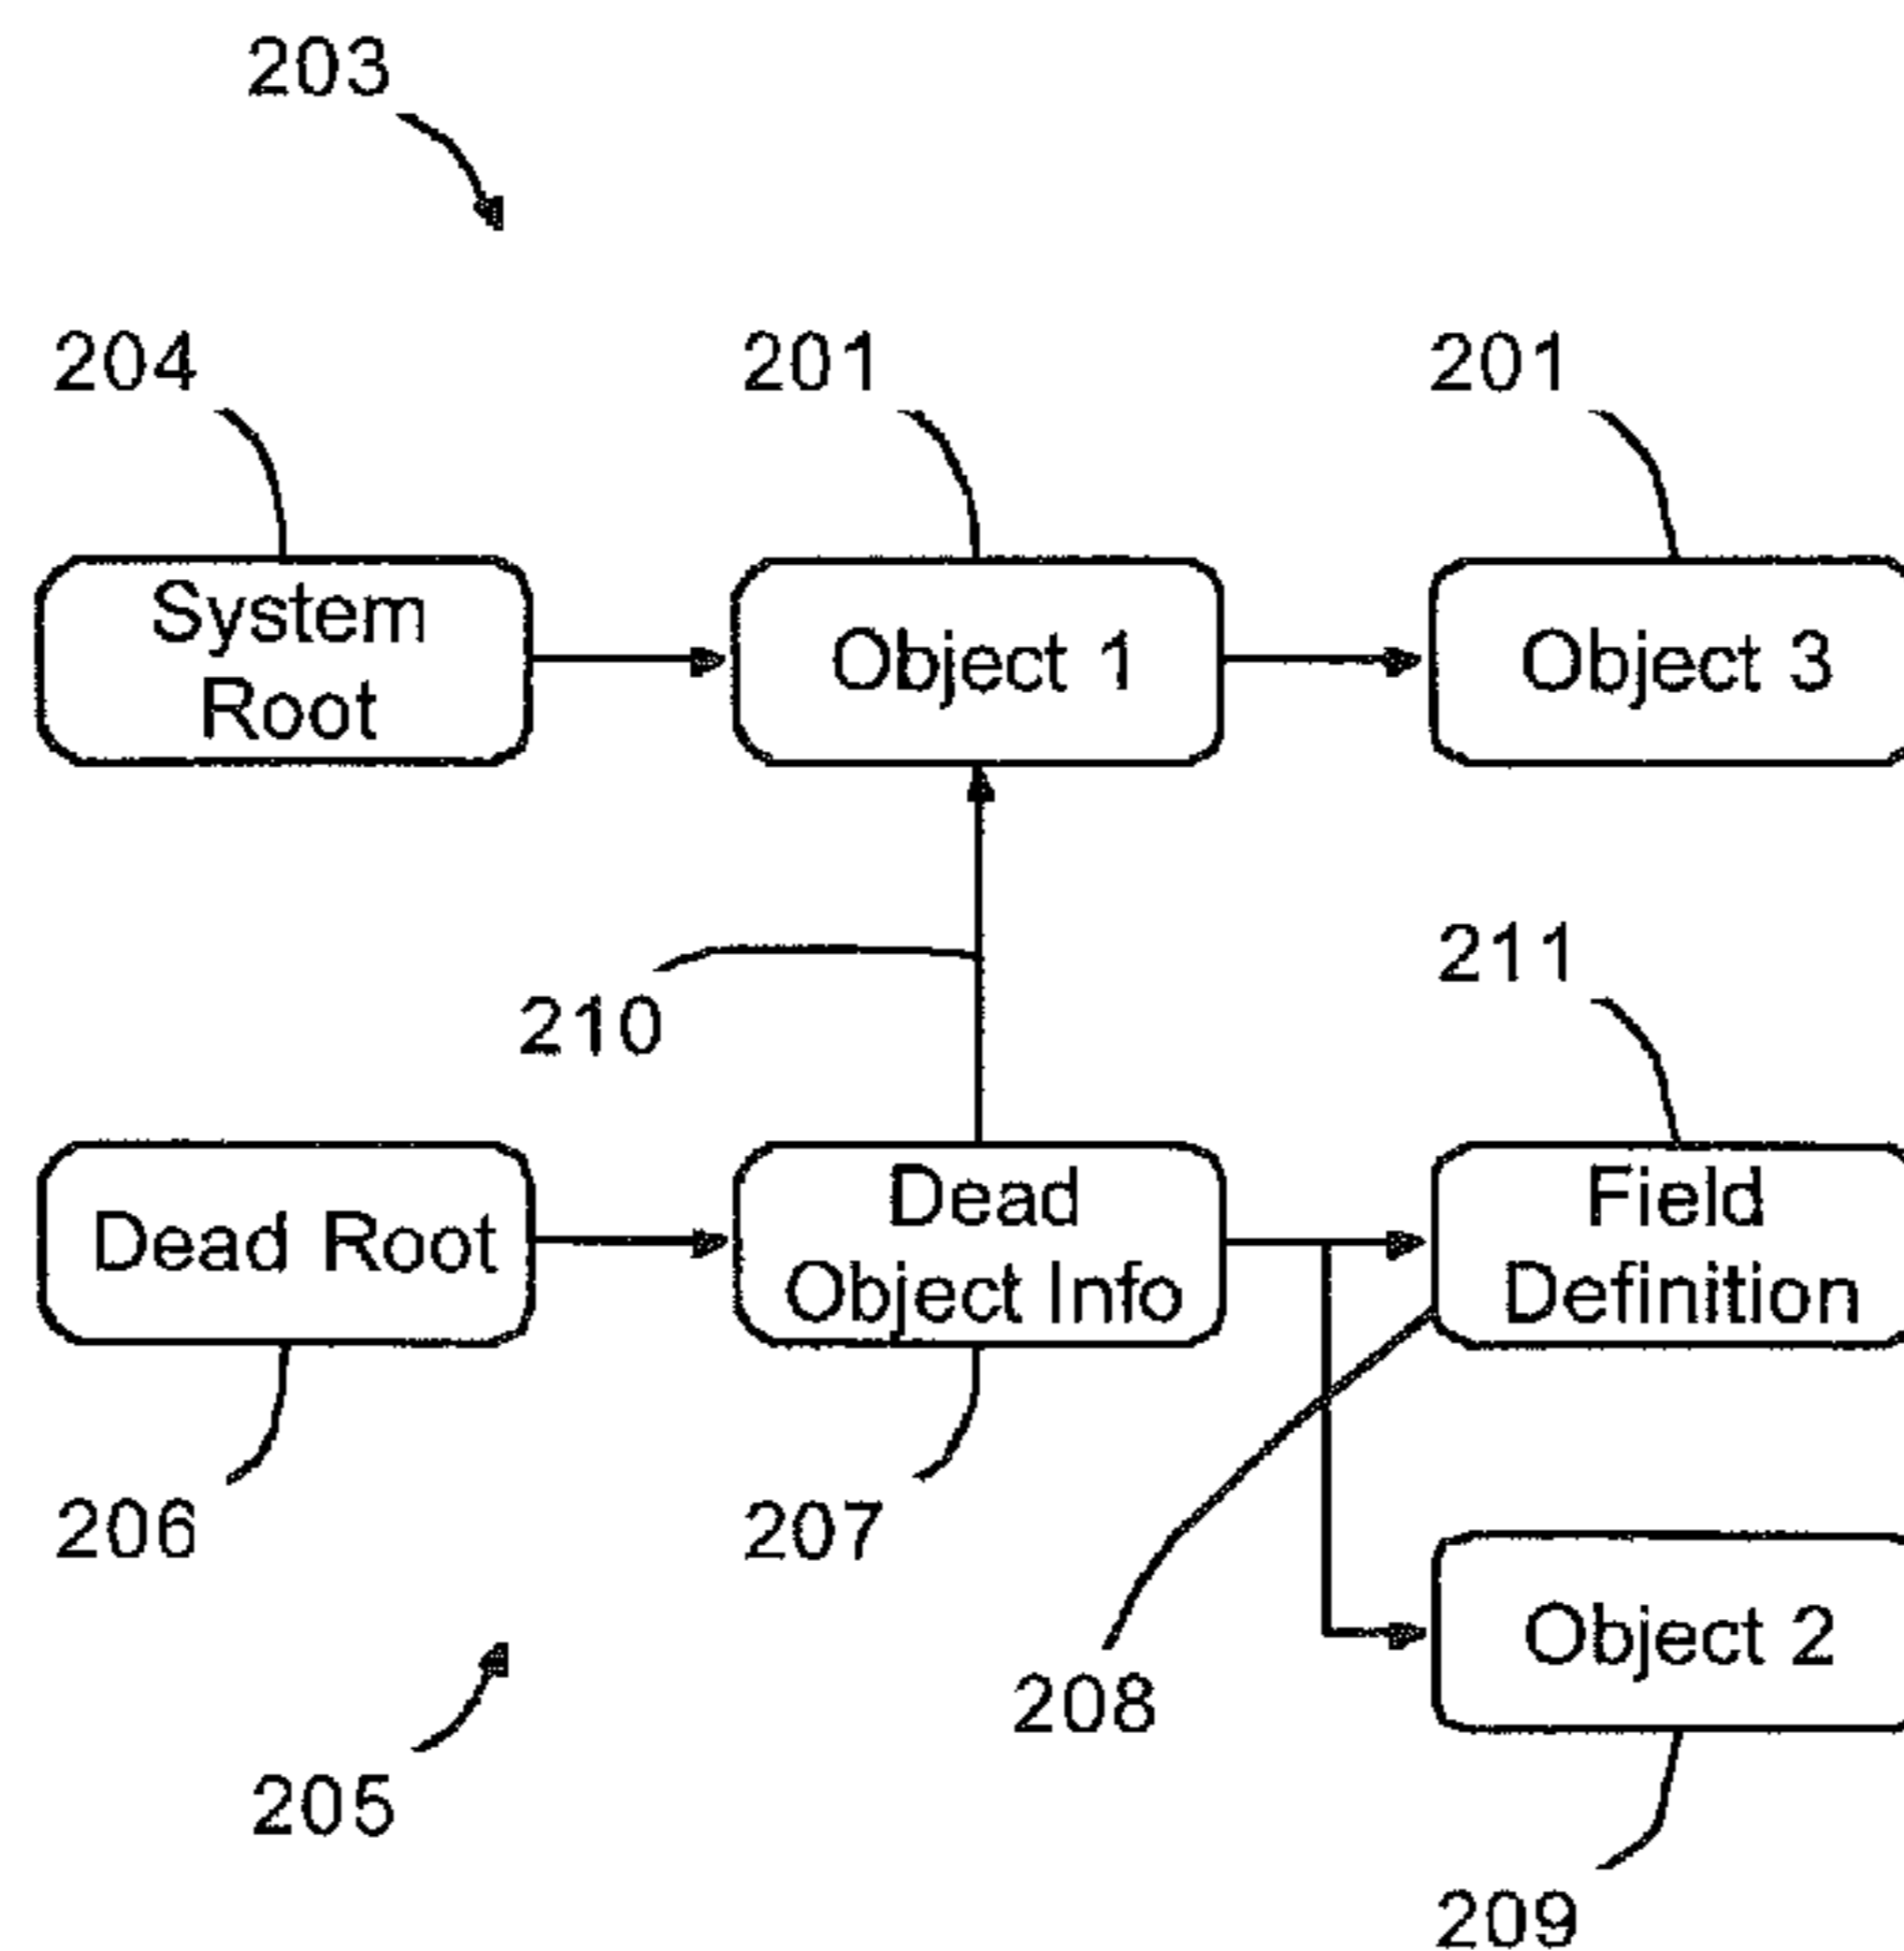 203
204
201
201
System
Root
Object 1
Object 3
210
211
Dead Root
Dead
Object Info
Field
Definition
206
207
208
Object 2
205
209